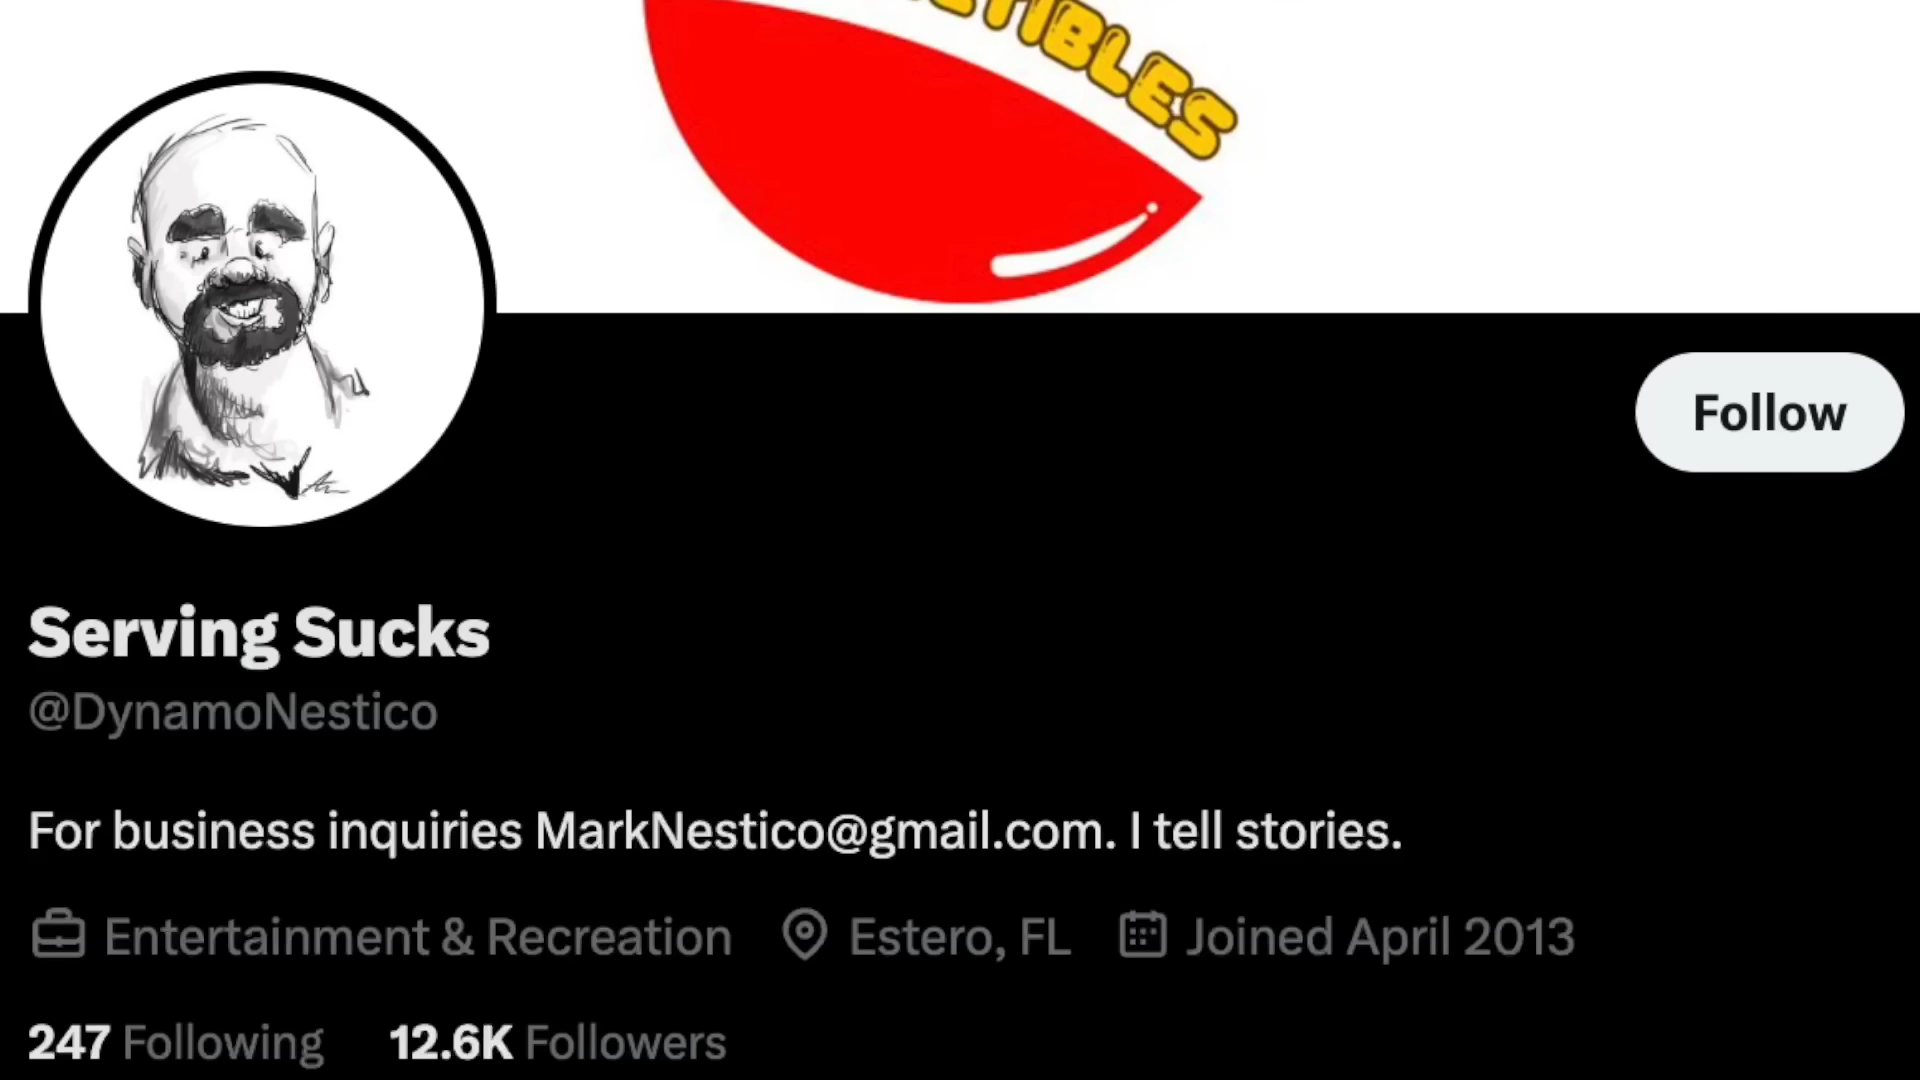 Follow
Serving Sucks
@DynamoNestico
For business inquiries MarkNestico@gmail.com. I tell stories.
Entertainment & Recreation Estero, FL Joined April 2013
247 Following 12.6K Followers